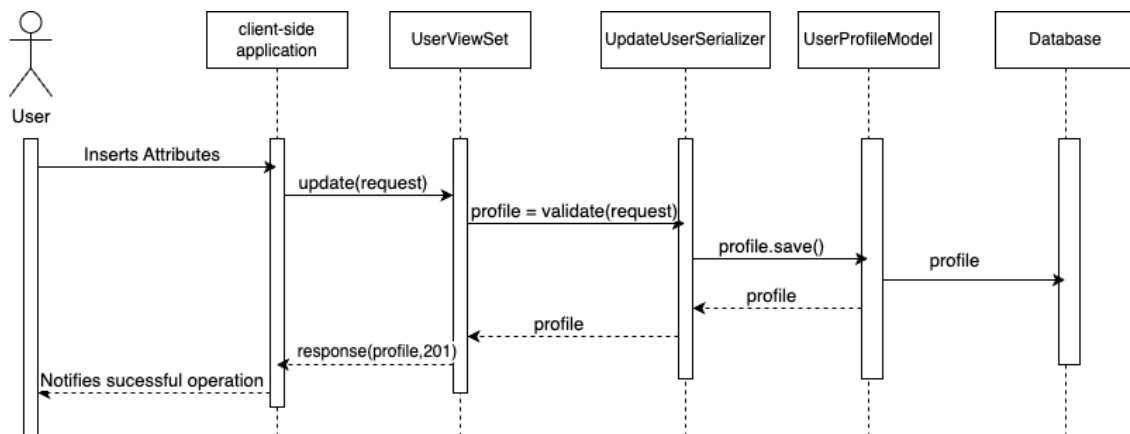 client-side
application
UserViewSet
UpdateUserSerializer
UserProfileModel
Database
User
Inserts Attributes
update(request)
profile = validate(request)
profile.save()
profile
profile
profile
response(profile,201)
Notifies sucessful operation